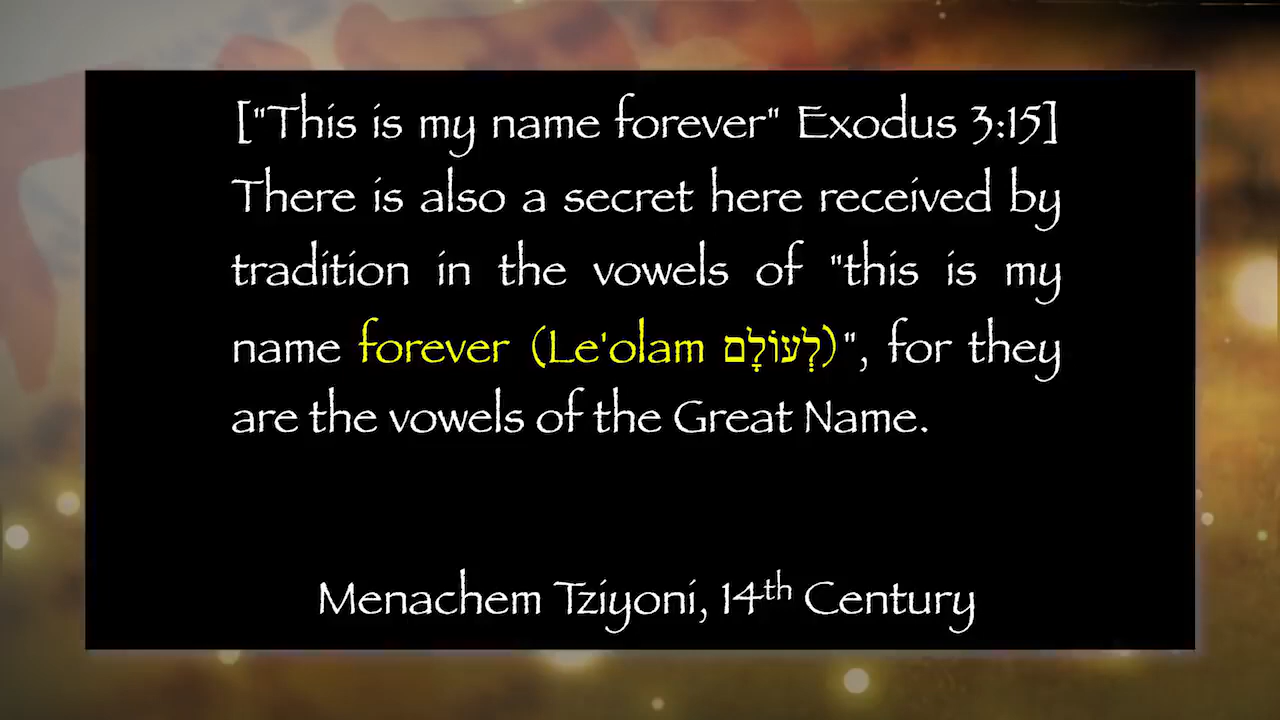 ["This is my name forever" Exodus 3:15]
There is also a secret here received by
tradition in the vowels of "this is my
name forever (Le'olam לְעוֹלָם)", for they
are the vowels of the Great Name.
Menachem Tziyoni, 14th Century